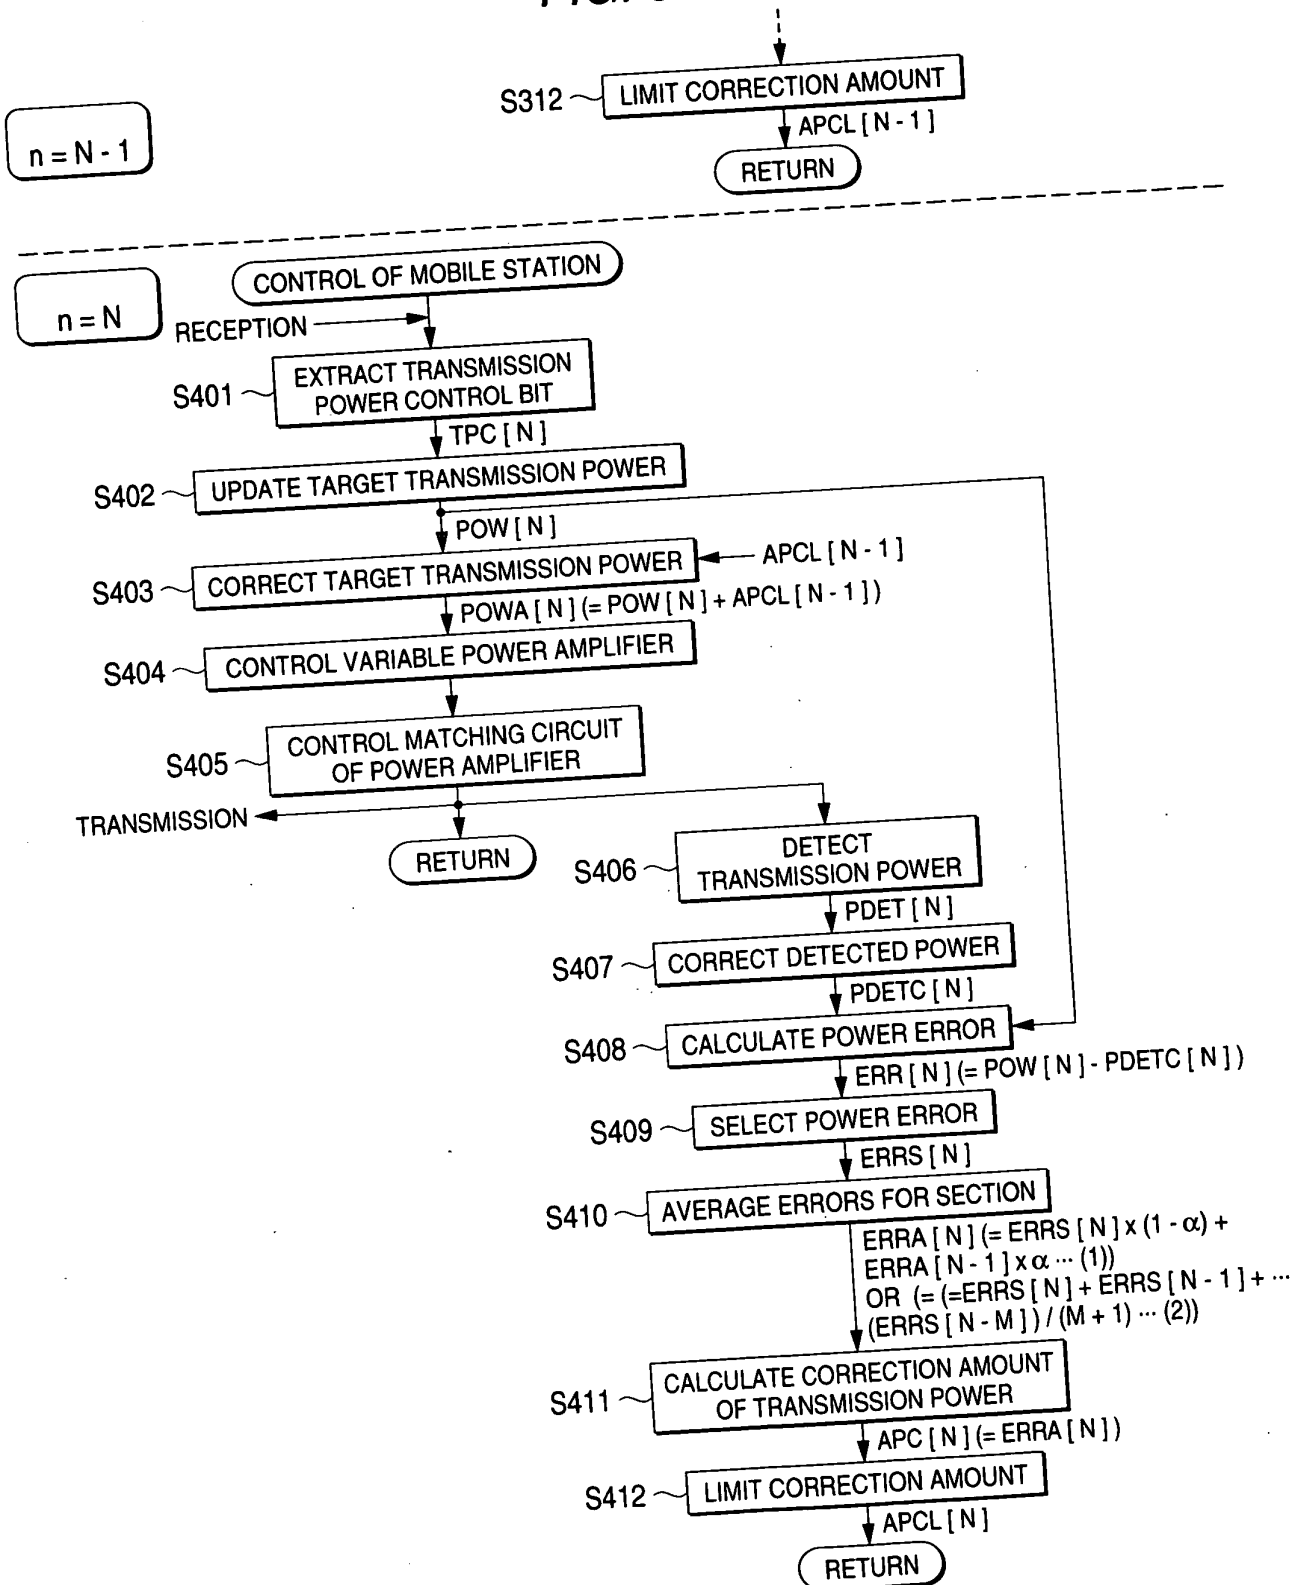 S312
LIMIT CORRECTION AMOUNT
APCL [ N - 1 ]
n = N - 1
RETURN
CONTROL OF MOBILE STATION
n = N
RECEPTION
S401
EXTRACT TRANSMISSION
POWER CONTROL BIT
TPC [ N ]
S402
UPDATE TARGET TRANSMISSION POWER
POW [ N ]
S403
CORRECT TARGET TRANSMISSION POWER
APCL [ N - 1 ]
POWA [ N ] (= POW [ N ] + APCL [ N - 1 ] )
S404
CONTROL VARIABLE POWER AMPLIFIER
S405
CONTROL MATCHING CIRCUIT
OF POWER AMPLIFIER
TRANSMISSION
RETURN
S406
DETECT
TRANSMISSION POWER
PDET [ N ]
S407
CORRECT DETECTED POWER
PDETC [ N ]
S408
CALCULATE POWER ERROR
ERR [ N ] (= POW [ N ] - PDETC [ N ] )
S409
SELECT POWER ERROR
ERRS [ N ]
S410
AVERAGE ERRORS FOR SECTION
ERRA [ N ] (= ERRS [ N ] x (1 - α) +
ERRA [ N - 1 ] x α ··· (1))
OR (= (=ERRS [ N ] + ERRS [ N - 1 ] + ···
(ERRS [ N - M ] ) / (M + 1) ··· (2))
S411
CALCULATE CORRECTION AMOUNT
OF TRANSMISSION POWER
APC [ N ] (= ERRA [ N ] )
S412
LIMIT CORRECTION AMOUNT
APCL [ N ]
RETURN